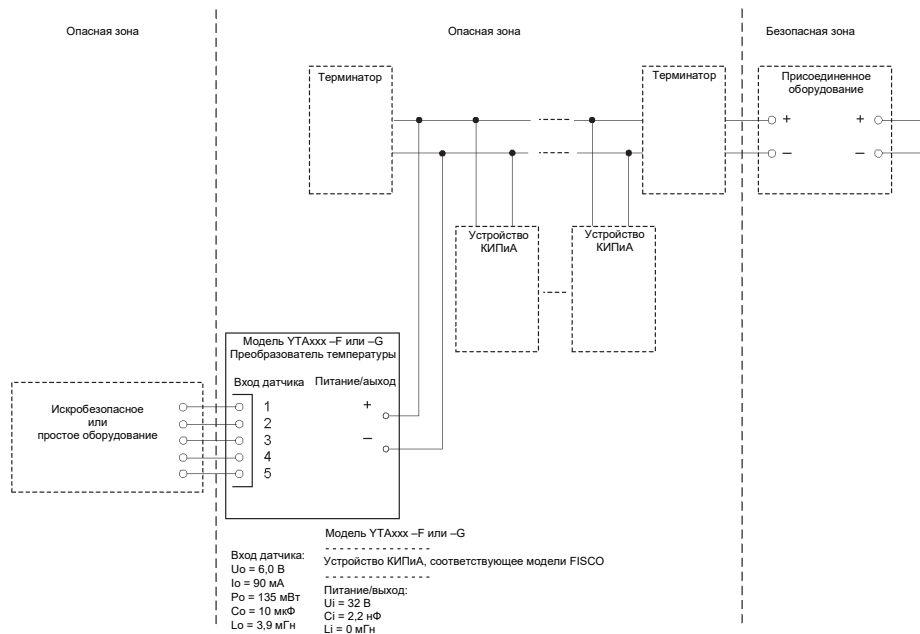 Опасная зона
Опасная зона
Безопасная зона
Терминатор
Терминатор
Присоединенное
оборудование
+
+
–
–
Устройство
КИПиА
Устройство
КИПиА
Модель YTAxxx –F или –G
Преобразователь температуры
Вход датчика
Питание/аыход
Искробезопасное
или
простое оборудование
1
2
3
4
5
+
–
Модель YTAxxx –F или –G
Устройство КИПиА, соответствующее модели FISCO
Вход датчика:
Uo = 6,0 В
Io = 90 мА
Po = 135 мВт
Co = 10 мкФ
Lo = 3,9 мГн
Питание/выход:
Ui = 32 В
Ci = 2,2 нФ
Li = 0 мГн